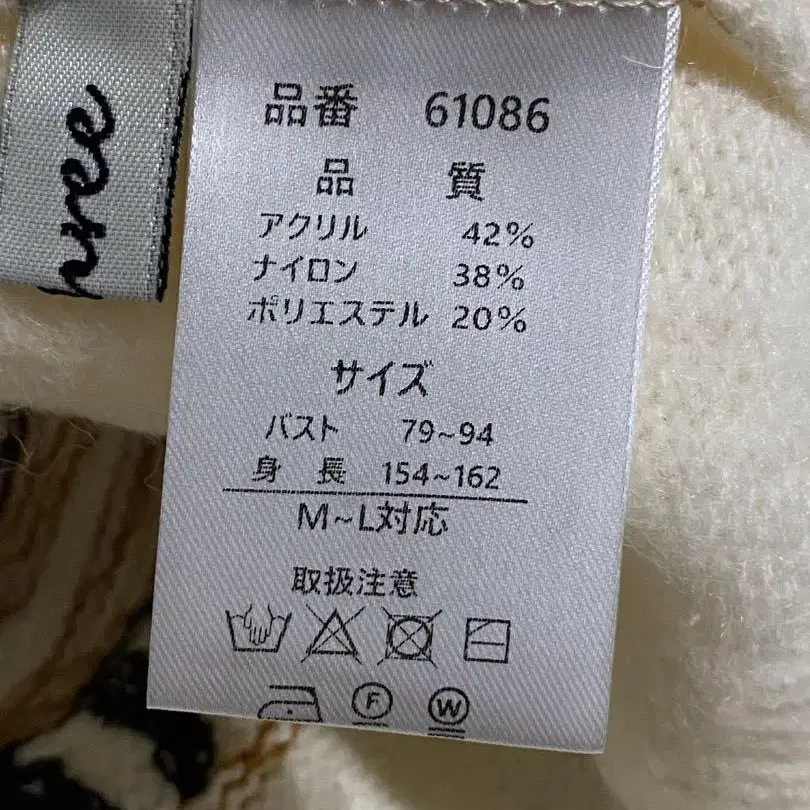 品番 61086
品 質
アクリル 42%
ナイロン 38%
ポリエステル 20%
サイズ
バスト 79~94
身 長 154~162
M~L対応
取扱注意
F W